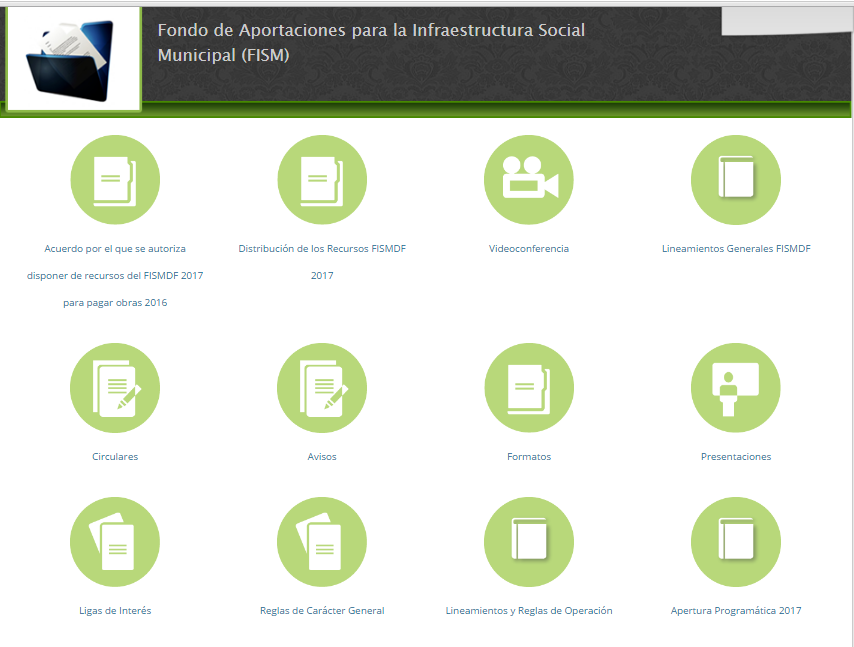 Fondo de Aportaciones para la Infraestructura Social
Municipal (FISM)
Acuerdo por el que se autoriza
disponer de recursos del FISMDF 2017
para pagar obras 2016
Distribución de los Recursos FISMDF
2017
Videoconferencia
Lineamientos Generales FISMDF
Circulares
Avisos
Formatos
Presentaciones
Ligas de Interés
Reglas de Carácter General
Lineamientos y Reglas de Operación
Apertura Programática 2017